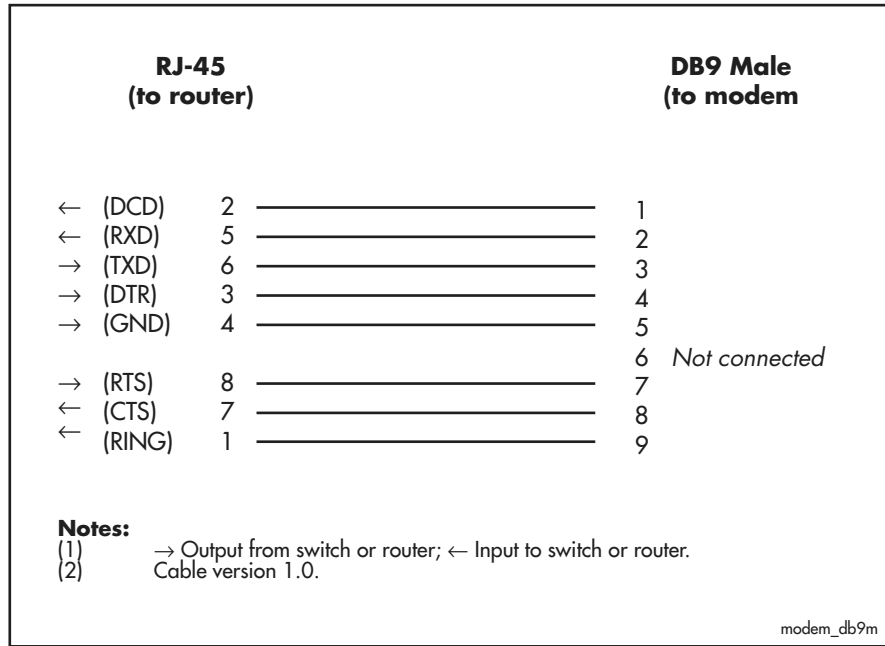 RJ-45 DB9 Male
(to router) (to modem
← (DCD) 2 1
← (RXD) 5 2
→ (TXD) 6 3
→ (DTR) 3 4
→ (GND) 4 5
6 Not connected
→ (RTS) 8 7
← (CTS) 7 8
← (RING) 1 9
Notes:
(1) → Output from switch or router; ← Input to switch or router.
(2) Cable version 1.0.
modem_db9m